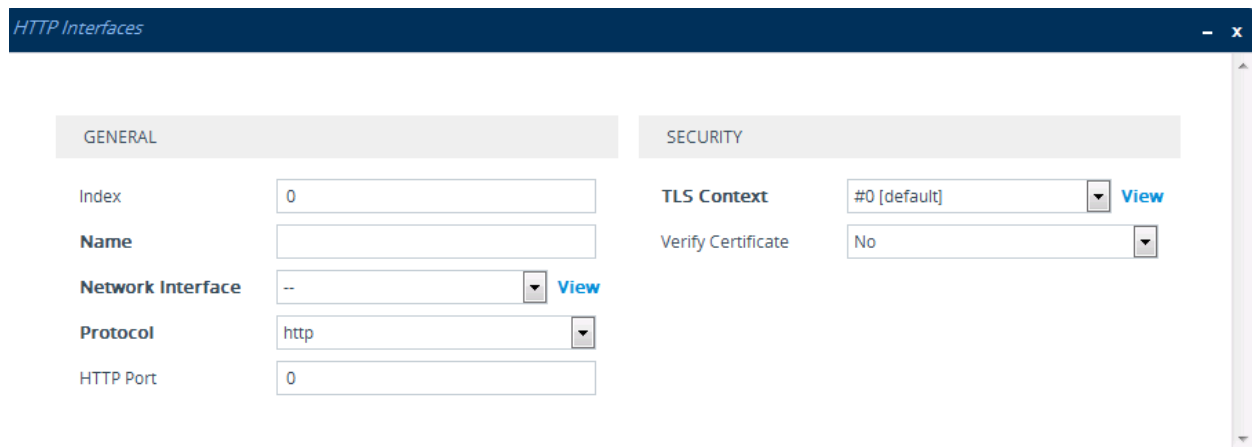 HTTP Interfaces
– x
GENERAL
Index 0
Name
Network Interface -- View
Protocol http
HTTP Port 0
SECURITY
TLS Context #0 [default] View
Verify Certificate No